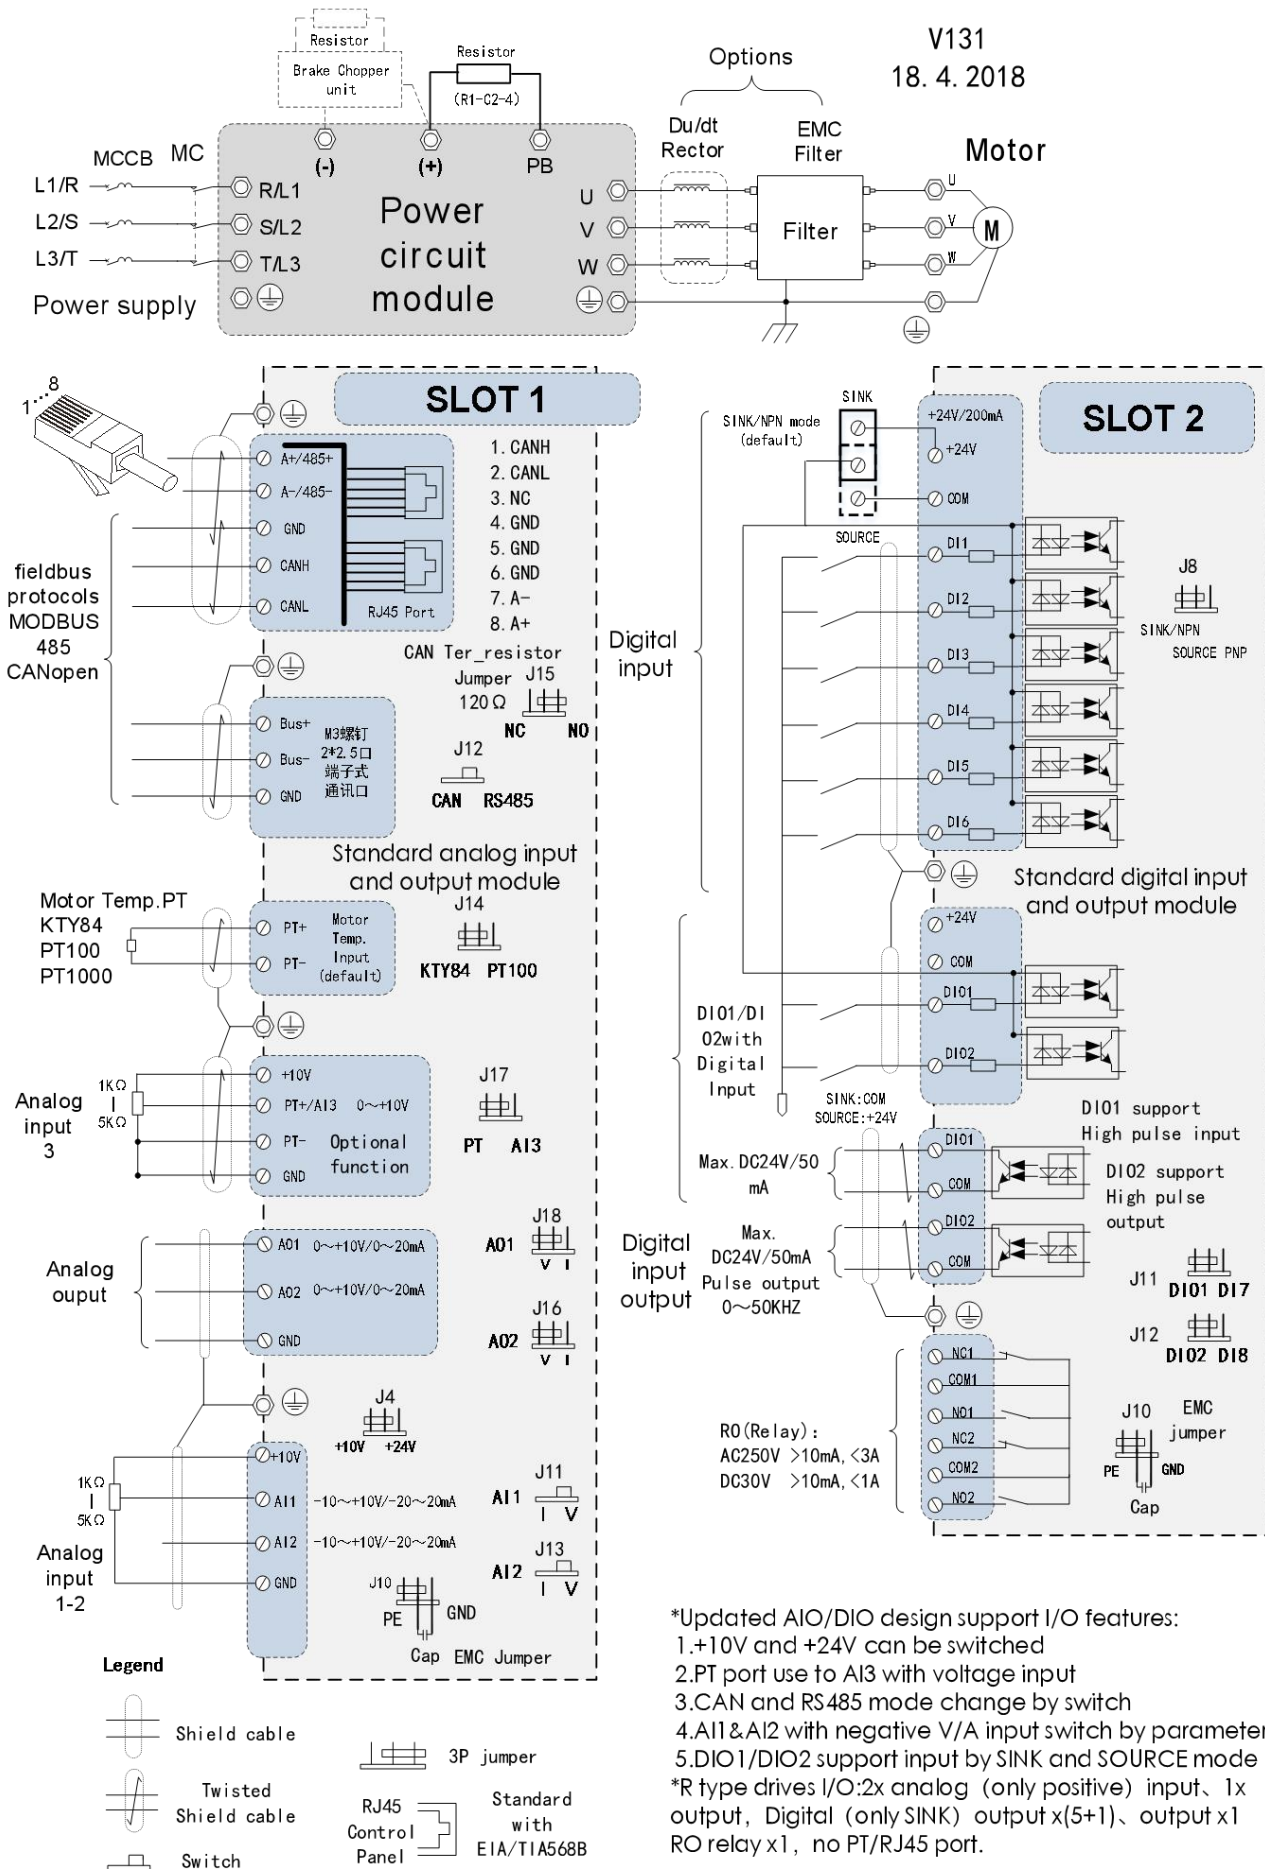 V131
18. 4. 2018
Resistor
Brake Chopper
unit
Resistor
(R1-C2-4)
Options
Du/dt
Rector
EMC
Filter
Motor
MCCB
MC
(-)
(+)
PB
L1/R
R/L1
L2/S
S/L2
L3/T
T/L3
Power supply
Power
circuit
module
U
V
W
Filter
U
V
W
M
8
1
SLOT 1
A+/485+
A-/485-
GND
CANH
CANL
RJ45 Port
1. CANH
2. CANL
3. NC
4. GND
5. GND
6. GND
7. A-
8. A+
fieldbus
protocols
MODBUS
485
CANopen
CAN Ter_resistor
Jumper
120Ω
J15
NC
NO
Bus+
Bus-
GND
M3螺钉
2*2.5口
端子式
通讯口
J12
CAN
RS485
Standard analog input
and output module
Motor Temp.PT
KTY84
PT100
PT1000
PT+
PT-
Motor
Temp.
Input
(default)
J14
KTY84
PT100
Analog
input
3
1KΩ
5KΩ
+10V
PT+/AI3 0～+10V
PT-
GND
Optional
function
J17
PT
AI3
Analog
ouput
AO1 0～+10V/0～20mA
AO2 0～+10V/0～20mA
GND
J18
AO1
V I
J16
AO2
V I
J4
+10V
+24V
1KΩ
5KΩ
Analog
input
1-2
+10V
AI1 -10～+10V/-20～20mA
AI2 -10～+10V/-20～20mA
GND
J11
AI1
I V
J13
AI2
I V
J10
PE
GND
Cap
EMC Jumper
Legend
Shield cable
Twisted
Shield cable
Switch
3P jumper
RJ45
Control
Panel
Standard
with
EIA/TIA568B
SLOT 2
SINK
SINK/NPN mode
(default)
SOURCE
+24V/200mA
+24V
COM
DI1
DI2
DI3
DI4
DI5
DI6
Digital
input
J8
SINK/NPN
SOURCE PNP
Standard digital input
and output module
+24V
COM
DIO1
DIO2
DIO1/DI
O2with
Digital
Input
SINK:COM
SOURCE:+24V
DIO1 support
High pulse input
DIO2 support
High pulse
output
Max. DC24V/50
mA
DIO1
COM
DIO2
COM
Max.
DC24V/50mA
Pulse output
0～50KHZ
Digital
input
output
J11
DIO1 DI7
J12
DIO2 DI8
NC1
COM1
NO1
NC2
COM2
NO2
RO(Relay):
AC250V >10mA,<3A
DC30V >10mA,<1A
J10
EMC
jumper
PE
GND
Cap
*Updated AIO/DIO design support I/O features:
1.+10V and +24V can be switched
2.PT port use to AI3 with voltage input
3.CAN and RS485 mode change by switch
4.AI1&AI2 with negative V/A input switch by parameter
5.DIO1/DIO2 support input by SINK and SOURCE mode
*R type drives I/O:2x analog（only positive）input、1x
output，Digital（only SINK）output x(5+1)、output x1
RO relay x1，no PT/RJ45 port.